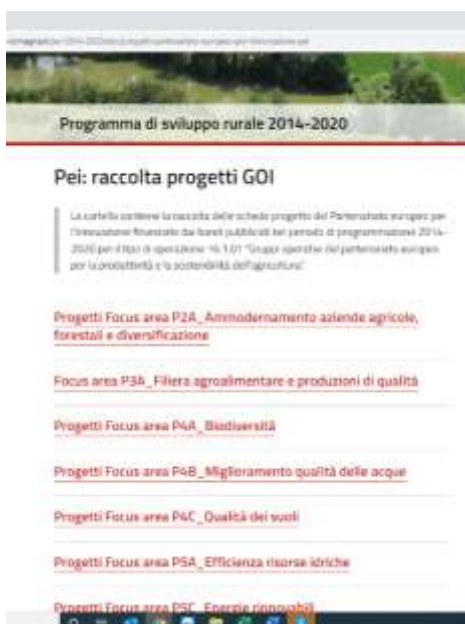 Programma di sviluppo rurale 2014-2020
Pei: raccolta progetti GOI
La cartella contiene la raccolta delle schede progetto del Partenariato europeo per
l'innovazione finanziate dai bandi pubblicati nel periodo di programmazione 2014-
2020 per il tipo di operazione 16.1.01 "Gruppi operativi del partenariato europeo
per la produttività e la sostenibilità dell'agricoltura".
Progetti Focus area P2A_Ammodernamento aziende agricole,
forestali e diversificazione
Focus area P3A_Filiera agroalimentare e produzioni di qualità
Progetti Focus area P4A_Biodiversità
Progetti Focus area P4B_Miglioramento qualità delle acque
Progetti Focus area P4C_Qualità dei suoli
Progetti Focus area P5A_Efficienza risorse idriche
Progetti Focus area P5C_Energie rinnovabili